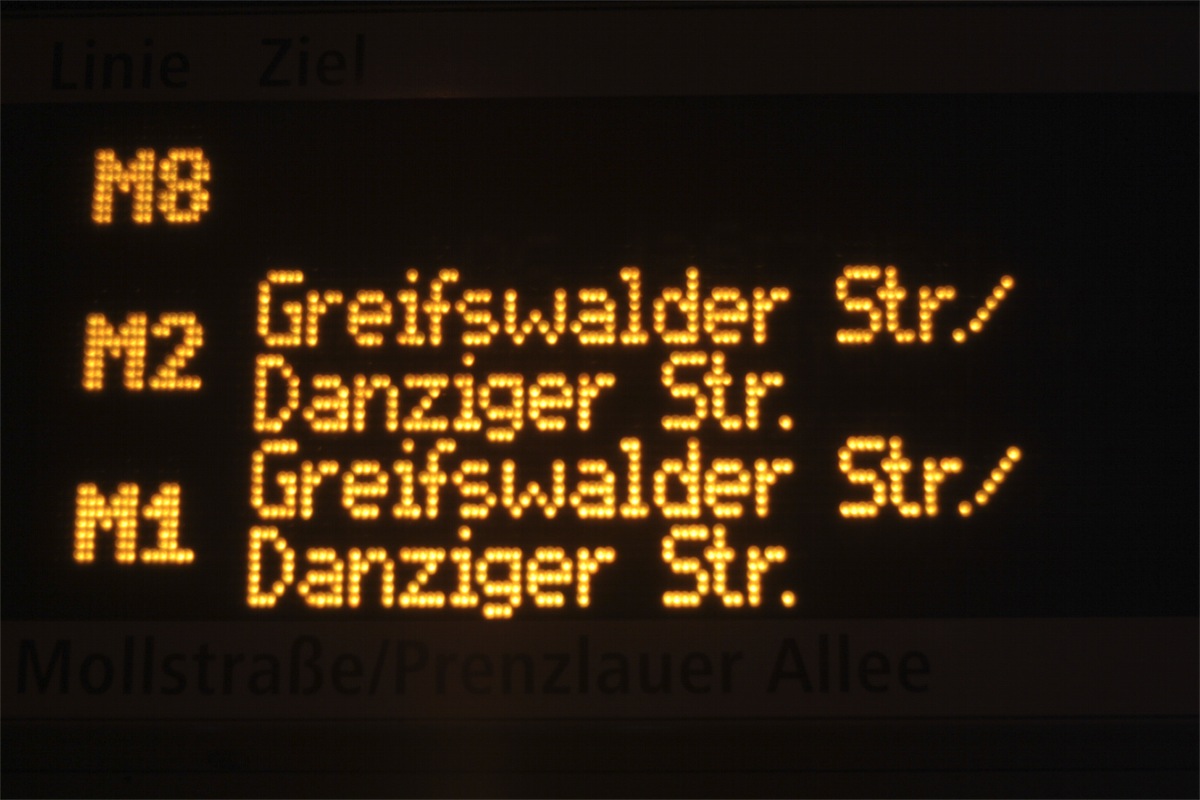 Linie Ziel
M8
Greifswalder Str./
M2
Danziger Str.
Greifswalder Str./
M1
Danziger Str.
Mollstraße/Prenzlauer Allee